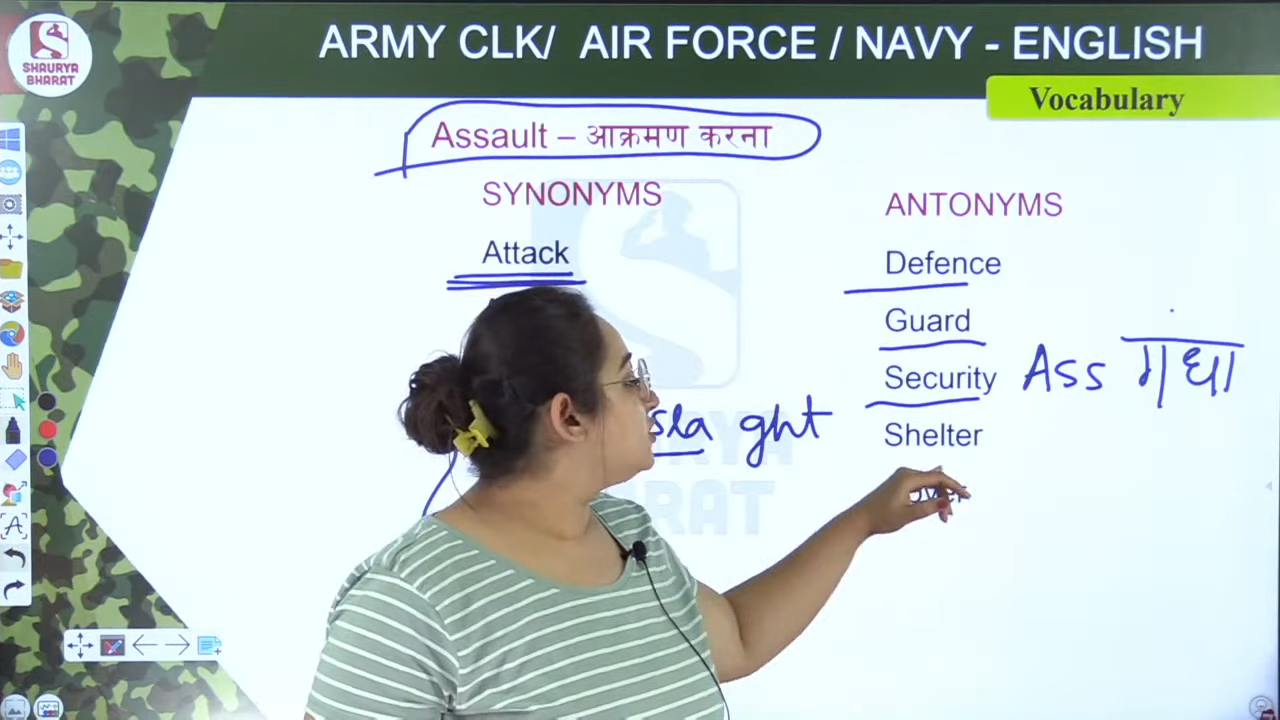 SHAURYA
BHARAT
ARMY CLK/ AIR FORCE / NAVY - ENGLISH
Vocabulary
Assault – आक्रमण करना
SYNONYMS
Attack
ght
ANTONYMS
Defence
Guard
Security
Shelter
Ass गधा